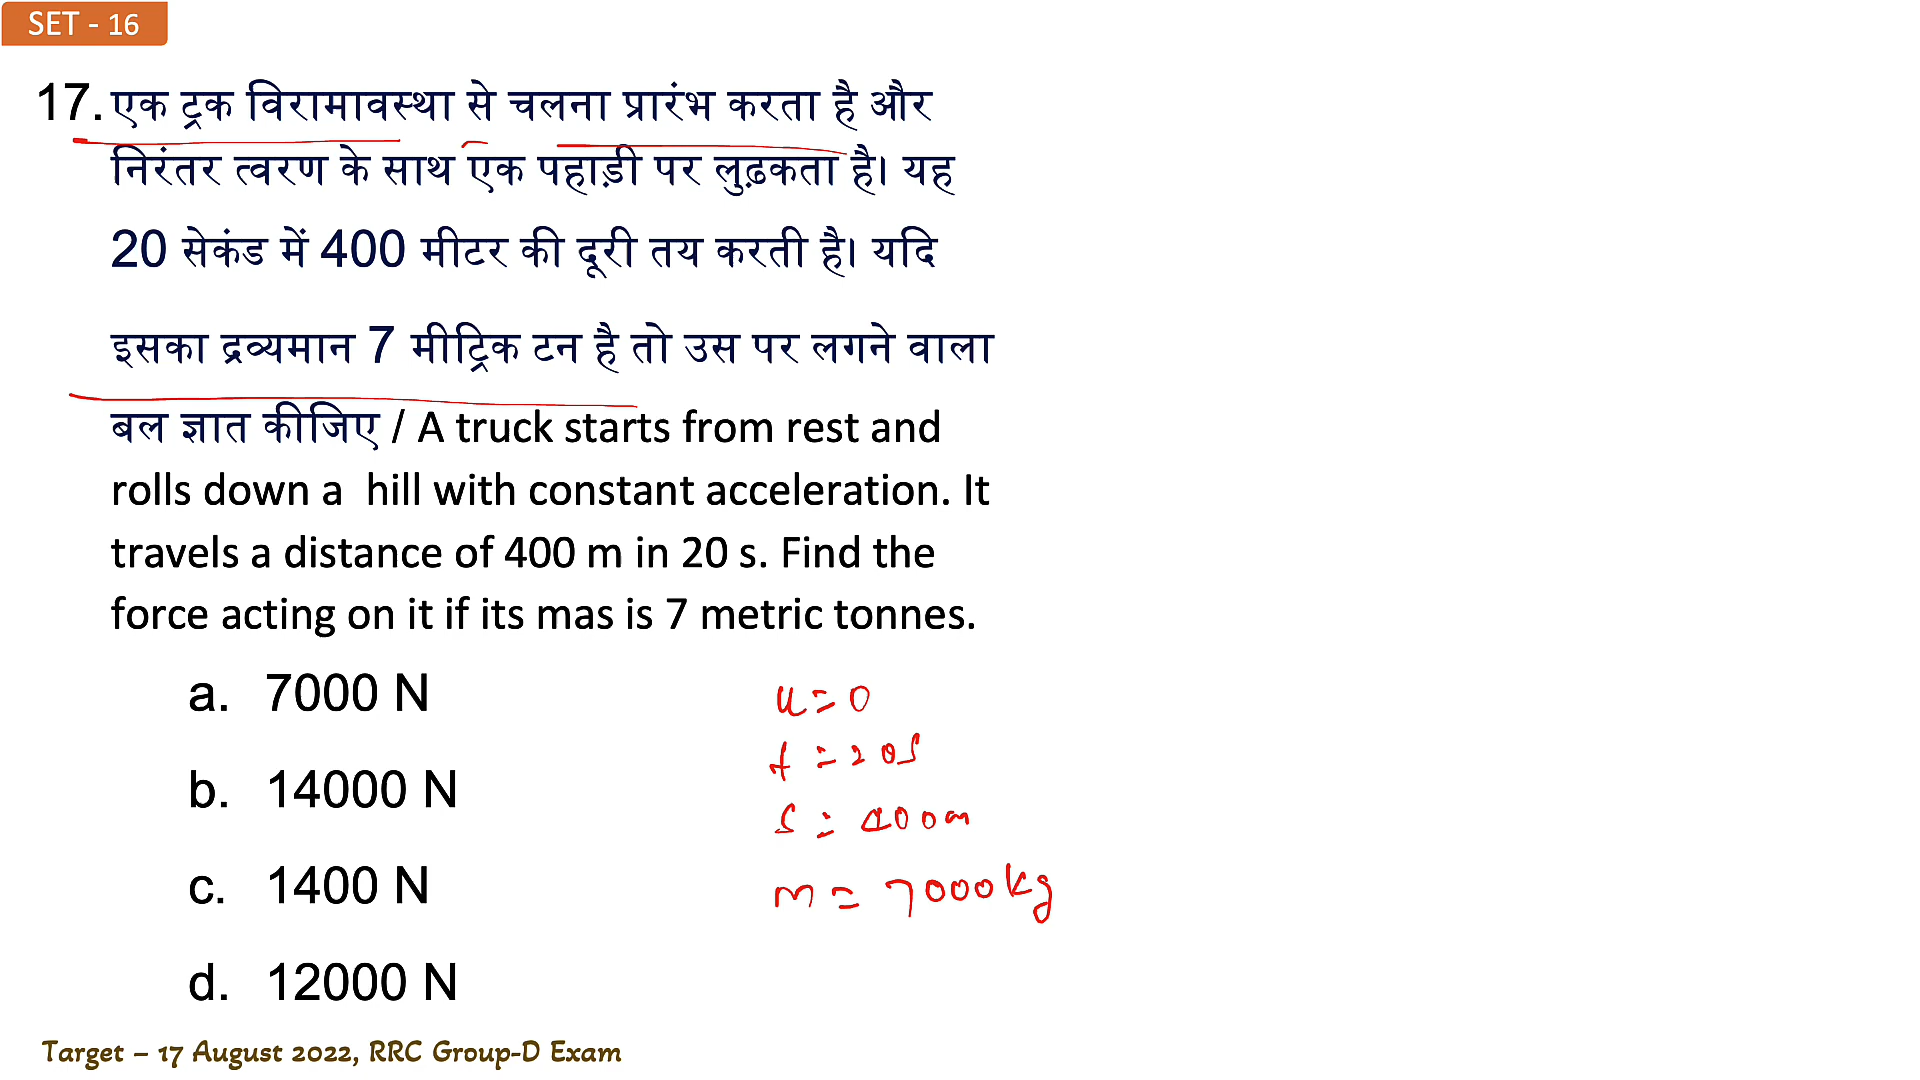 SET - 16
17. एक ट्रक विरामावस्था से चलना प्रारंभ करता है और
निरंतर त्वरण के साथ एक पहाड़ी पर लुढ़कता है। यह
20 सेकंड में 400 मीटर की दूरी तय करती है। यदि
इसका द्रव्यमान 7 मीट्रिक टन है तो उस पर लगने वाला
बल ज्ञात कीजिए / A truck starts from rest and
rolls down a hill with constant acceleration. It
travels a distance of 400 m in 20 s. Find the
force acting on it if its mas is 7 metric tonnes.
a. 7000 N
b. 14000 N
c. 1400 N
d. 12000 N
u = 0
t = 20s
s = 400m
m = 7000kg
Target – 17 August 2022, RRC Group-D Exam